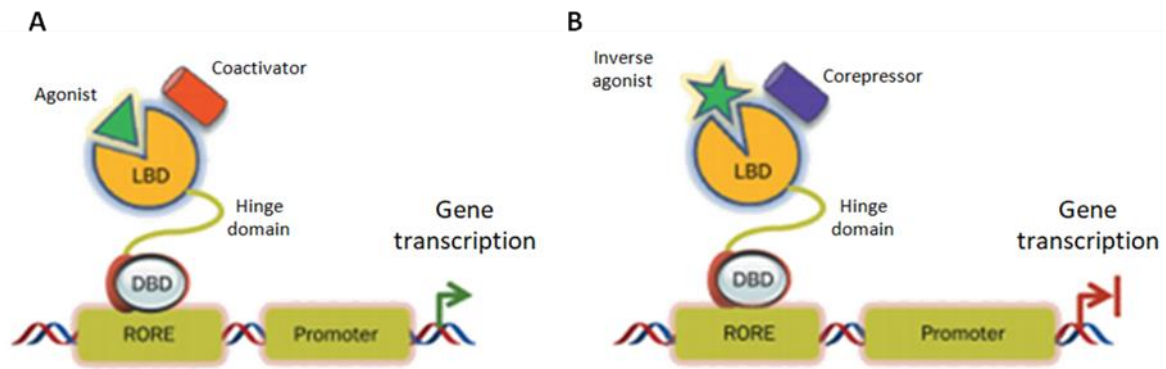 A
Agonist
Coactivator
LBD
Hinge
domain
Gene
transcription
DBD
RORE
Promoter
B
Inverse
agonist
Corepressor
LBD
Hinge
domain
Gene
transcription
DBD
RORE
Promoter